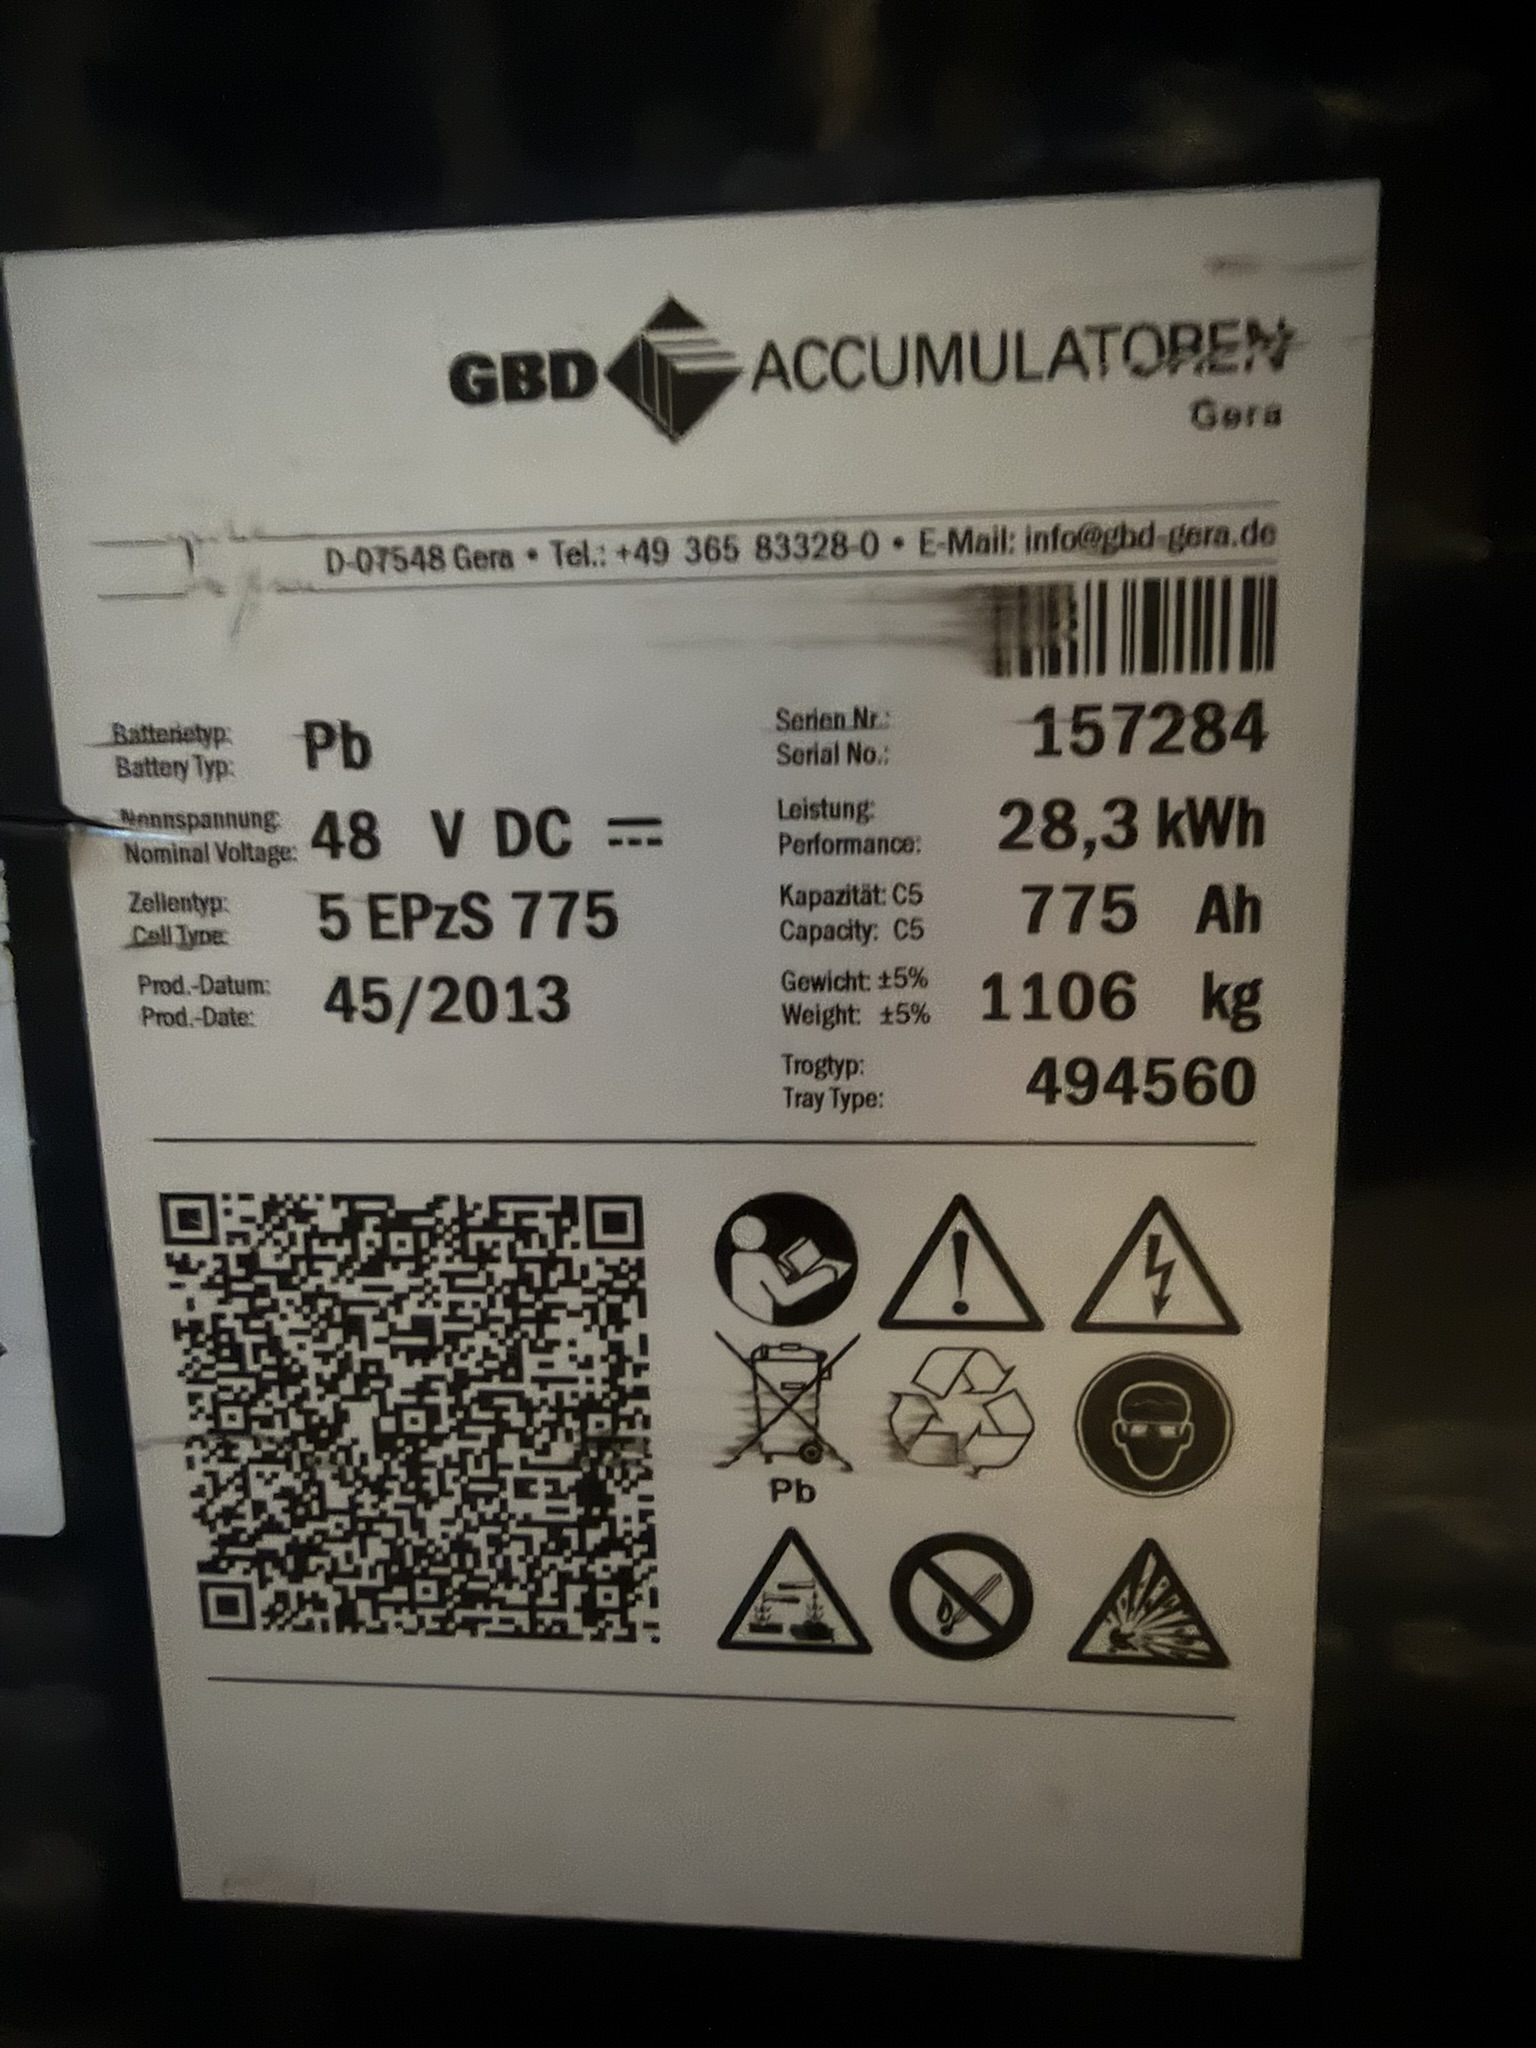 GBD ACCUMULATOREN
Gera
D-07548 Gera • Tel.: +49 365 83328-0 • E-Mail: info@gbd-gera.de
Batterietyp:
Battery Typ:
Pb
Serien Nr.:
Serial No.:
157284
Nennspannung:
Nominal Voltage:
48 V DC
Leistung:
Performance:
28,3 kWh
Zellentyp:
Cell Type:
5 EPzS 775
Kapazität: C5
Capacity: C5
775 Ah
Prod.-Datum:
Prod.-Date:
45/2013
Gewicht: ±5%
Weight: ±5%
1106 kg
Trogtyp:
Tray Type:
494560
Pb